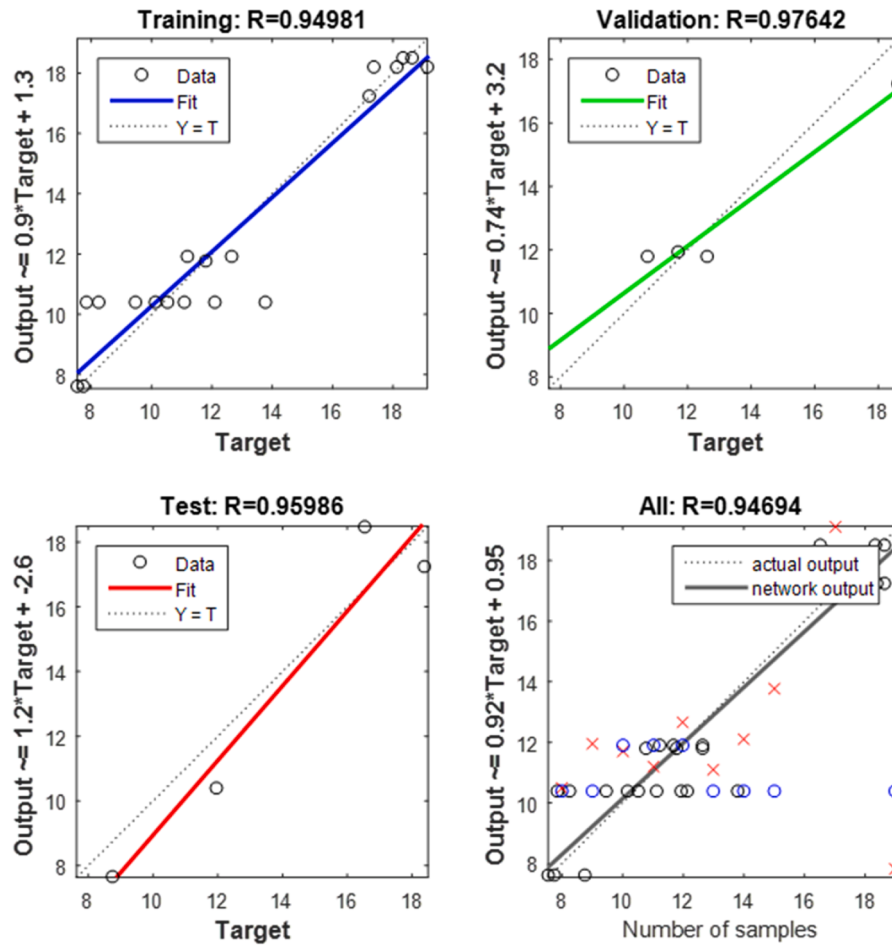 Training: R=0.94981
Output ~= 0.9*Target + 1.3
18
16
14
12
10
8
Data
Fit
Y = T
8 10 12 14 16 18
Target
Validation: R=0.97642
Output ~= 0.74*Target + 3.2
18
16
14
12
10
8
Data
Fit
Y = T
8 10 12 14 16 18
Target
Test: R=0.95986
Output ~= 1.2*Target + -2.6
18
16
14
12
10
8
Data
Fit
Y = T
8 10 12 14 16 18
Target
All: R=0.94694
Output ~= 0.92*Target + 0.95
18
16
14
12
10
8
actual output
network output
8 10 12 14 16 18
Number of samples